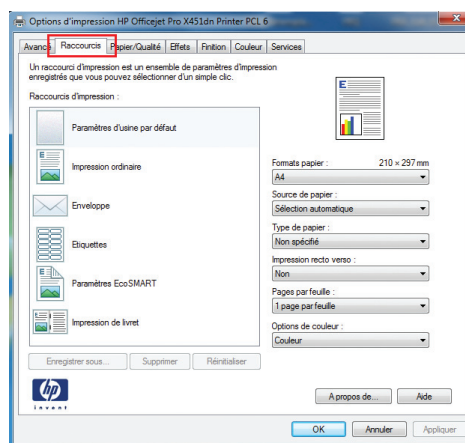 Options d'impression HP Officejet Pro X451dn Printer PCL 6
Avancé Raccourcis Papier/Qualité Effets Finition Couleur Services
Un raccourci d'impression est un ensemble de paramètres d'impression
enregistrés que vous pouvez sélectionner d'un simple clic.
Raccourcis d'impression :
Paramètres d'usine par défaut
Impression ordinaire
Enveloppe
Etiquettes
Paramètres EcoSMART
Impression de livret
Enregistrer sous... Supprimer Réinitialiser
E
Formats papier : 210 × 297 mm
A4
Source de papier :
Sélection automatique
Type de papier :
Non spécifié
Impression recto verso :
Non
Pages par feuille :
1 page par feuille
Options de couleur :
Couleur
hp
invent
A propos de... Aide
OK Annuler Appliquer